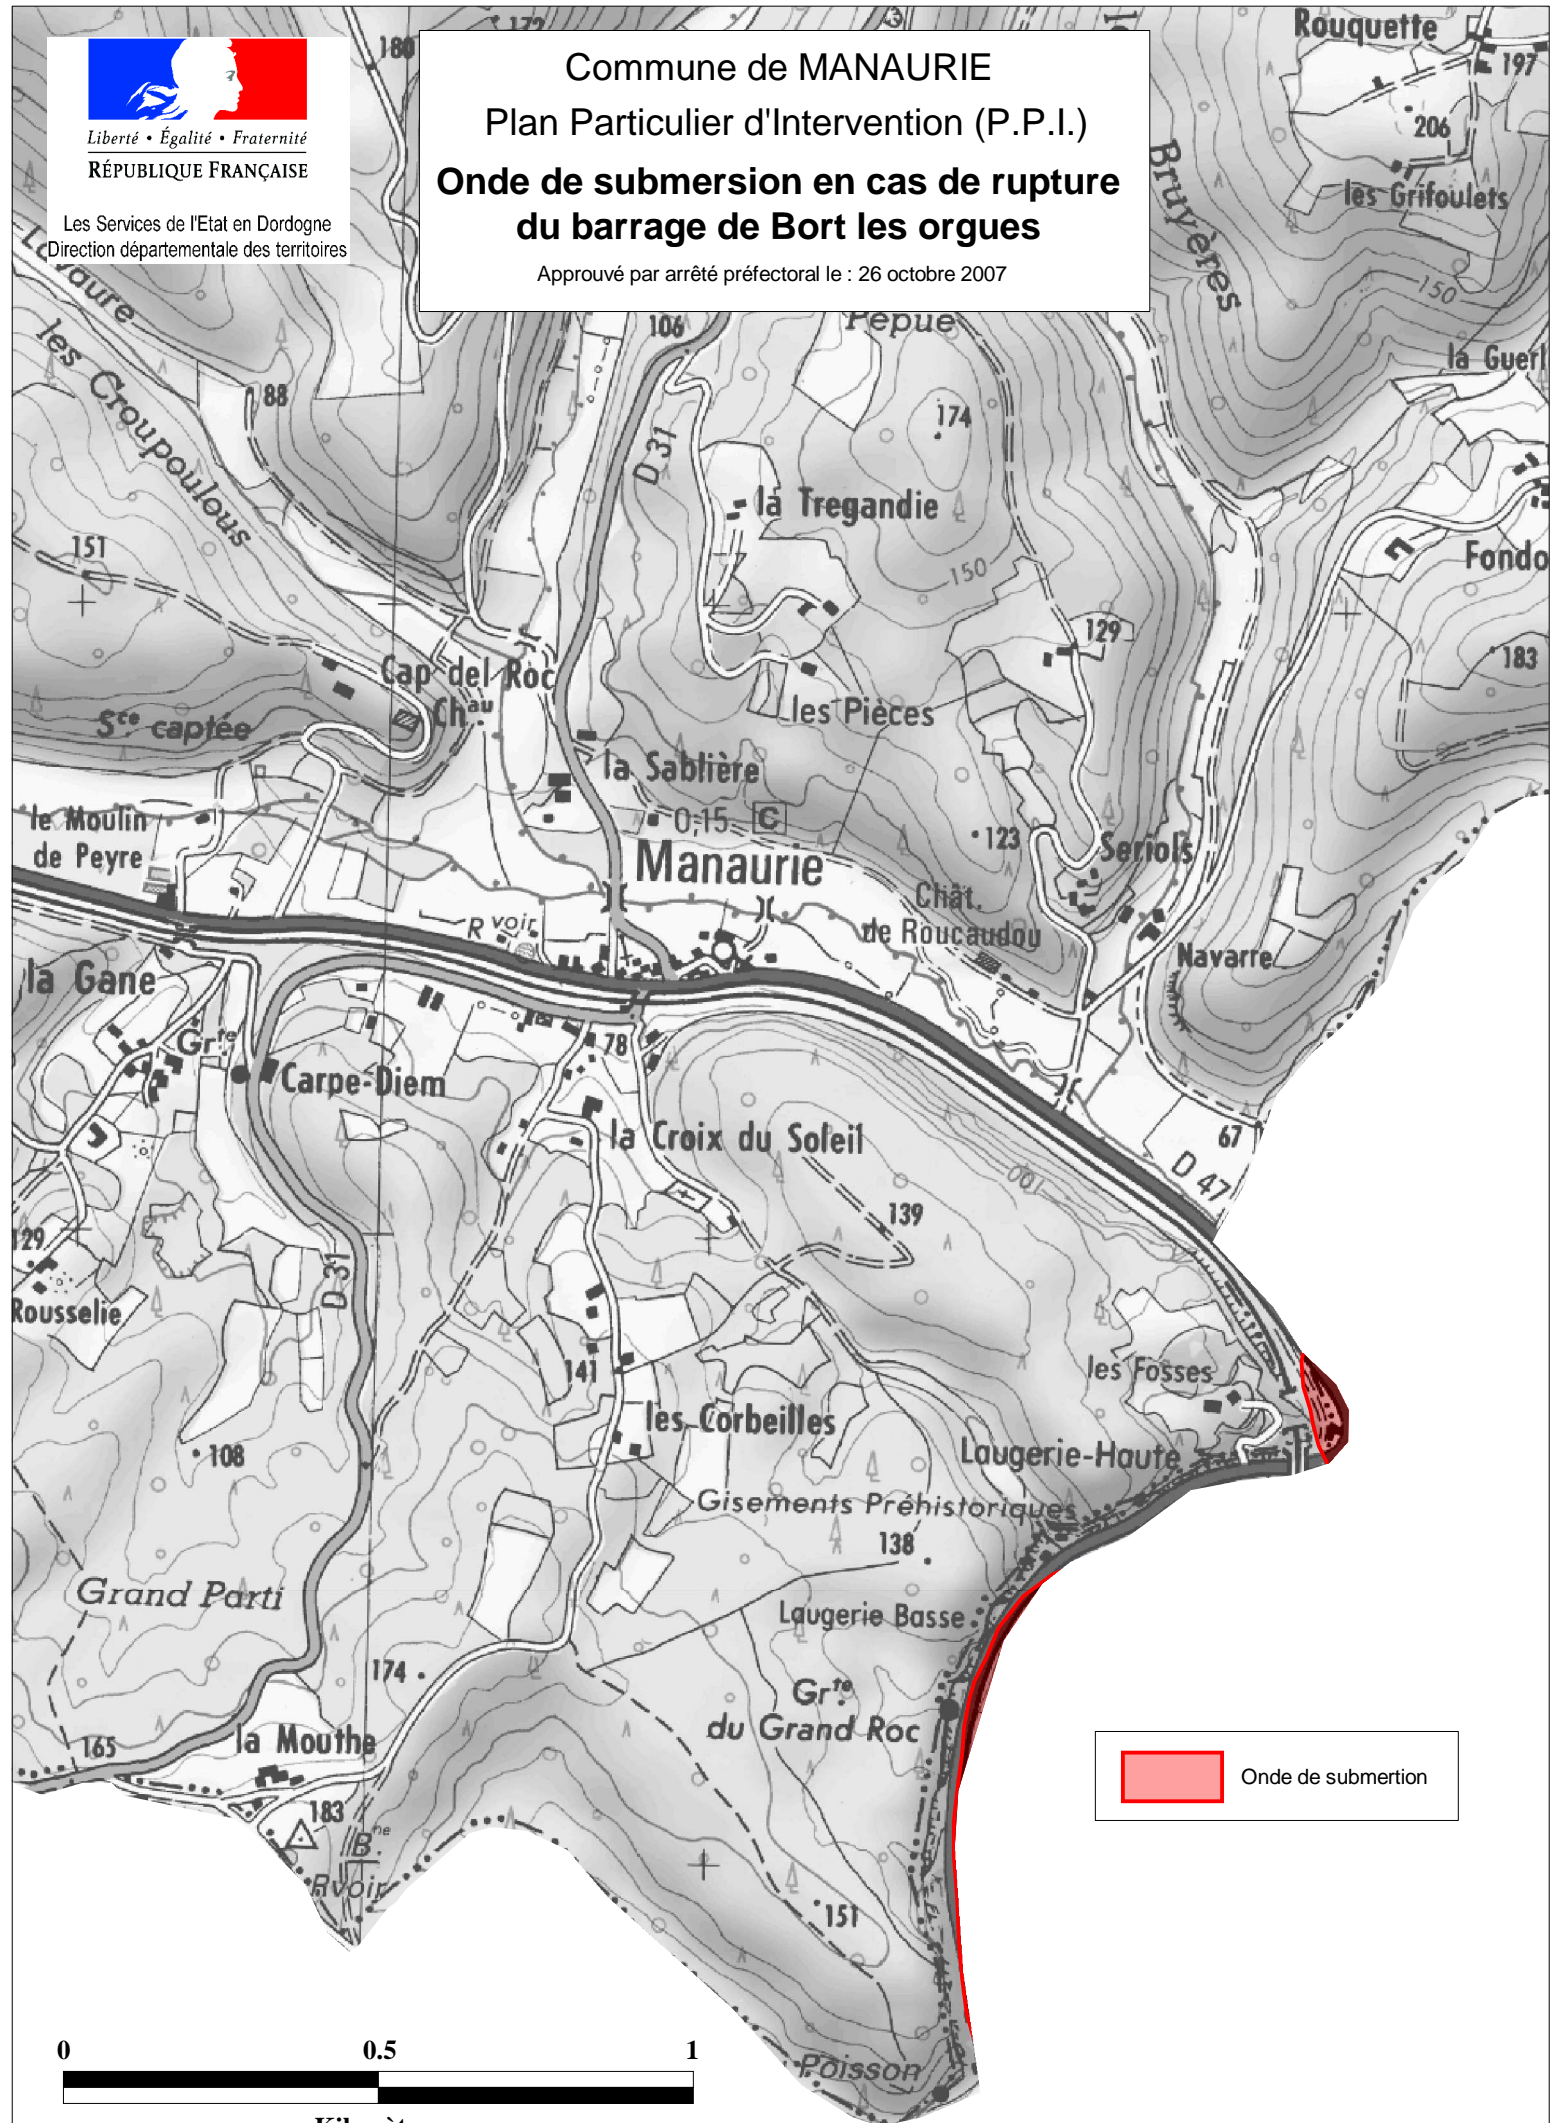 Liberté • Égalité • Fraternité
RÉPUBLIQUE FRANÇAISE
Les Services de l'Etat en Dordogne
Direction départementale des territoires
Commune de MANAURIE
Plan Particulier d'Intervention (P.P.I.)
Onde de submersion en cas de rupture
du barrage de Bort les orgues
Approuvé par arrêté préfectoral le : 26 octobre 2007
172
180
Rouquette
197
206
les Grifoulets
Bruyères
150
Lavaure
les Croupoulous
88
106
Pépue
la Guerl
D 31
174
la Tregandie
151
150
Fondo
129
183
Cap del Roc
Chau
Sce captée
les Pièces
la Sablière
0,15 C
le Moulin
de Peyre
Manaurie
123
Seriols
Chât.
de Roucaudou
Rvoir
Navarre
la Gane
Grte
78
Carpe-Diem
la Croix du Soleil
67
D 47
100
139
129
Rousselie
D 31
141
les Fosses
les Corbeilles
108
Laugerie-Haute
Gisements Préhistoriques
138
Grand Parti
Laugerie Basse
174
Grte
du Grand Roc
165
la Mouthe
Onde de submertion
183
Bne
Rvoir
151
Poisson
0 0.5 1